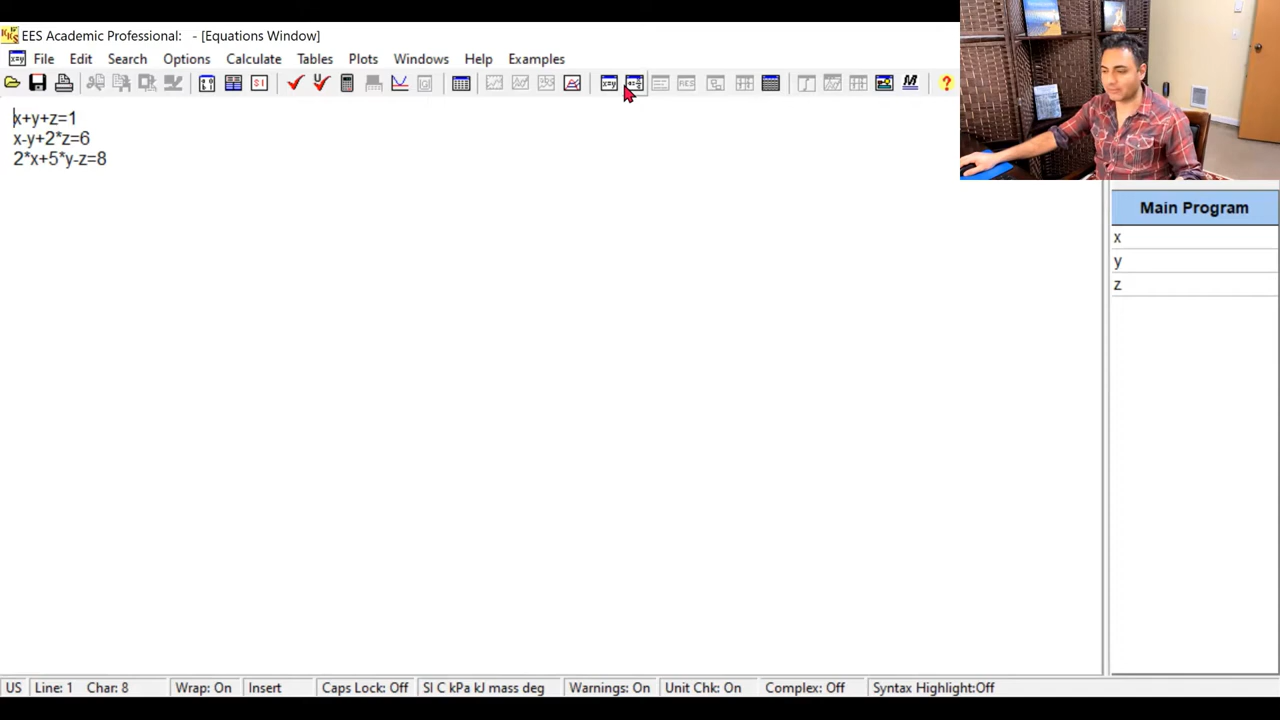 EES Academic Professional: - [Equations Window]
File Edit Search Options Calculate Tables Plots Windows Help Examples
x+y+z=1
x-y+2*z=6
2*x+5*y-z=8
Main Program
x
y
z
US Line: 1 Char: 8 Wrap: On Insert Caps Lock: Off SI C kPa kJ mass deg Warnings: On Unit Chk: On Complex: Off Syntax Highlight:Off